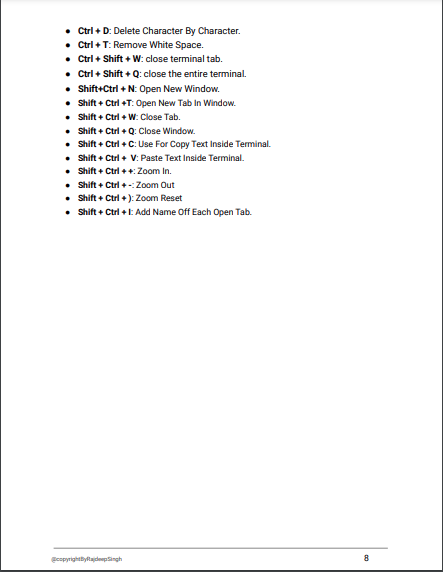 ● Ctrl + D: Delete Character By Character.
● Ctrl + T: Remove White Space.
● Ctrl + Shift + W: close terminal tab.
● Ctrl + Shift + Q: close the entire terminal.
● Shift+Ctrl + N: Open New Window.
● Shift + Ctrl +T: Open New Tab In Window.
● Shift + Ctrl + W: Close Tab.
● Shift + Ctrl + Q: Close Window.
● Shift + Ctrl + C: Use For Copy Text Inside Terminal.
● Shift + Ctrl + V: Paste Text Inside Terminal.
● Shift + Ctrl + +: Zoom In.
● Shift + Ctrl + -: Zoom Out
● Shift + Ctrl + ): Zoom Reset
● Shift + Ctrl + I: Add Name Off Each Open Tab.
@copyrightByRajdeepSingh 8